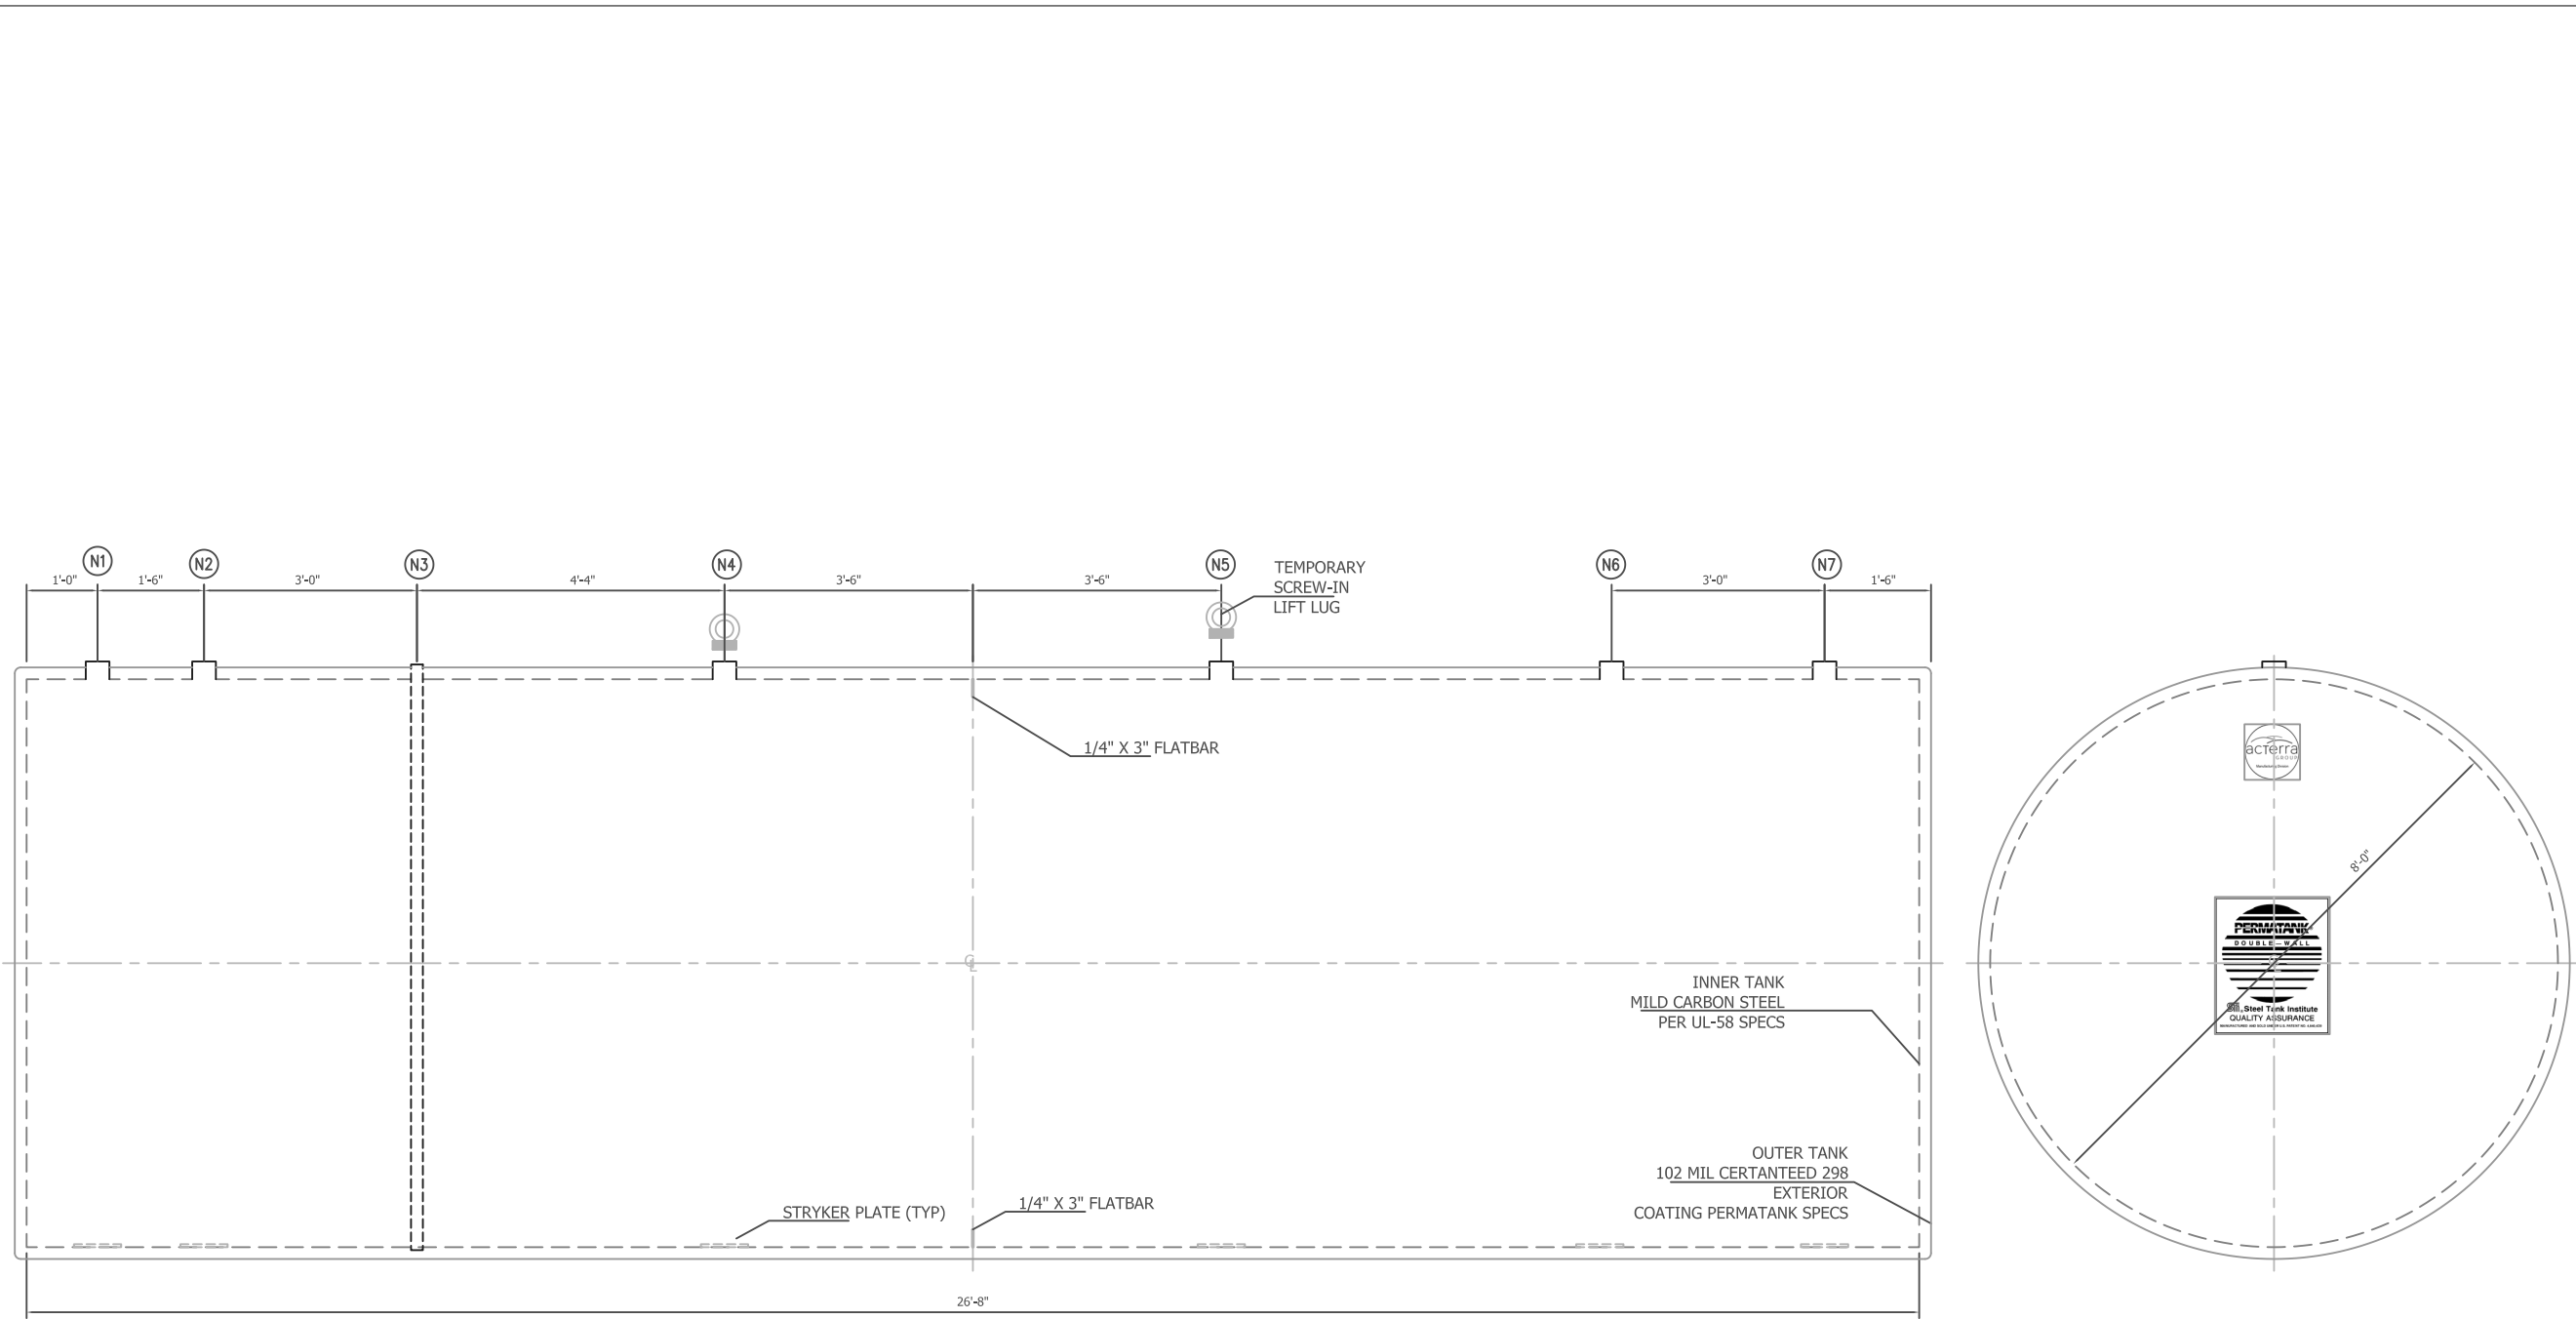 N1
N2
N3
N4
N5
N6
N7
1'-0"
1'-6"
3'-0"
4'-4"
3'-6"
3'-6"
3'-0"
1'-6"
TEMPORARY
SCREW-IN
LIFT LUG
1/4" X 3" FLATBAR
acterra
GROUP
8'-0"
PERMATANK
DOUBLE-WALL
CL
INNER TANK
MILD CARBON STEEL
PER UL-58 SPECS
Steel Tank Institute
QUALITY ASSURANCE
OUTER TANK
102 MIL CERTANTEED 298
EXTERIOR
COATING PERMATANK SPECS
STRYKER PLATE (TYP)
1/4" X 3" FLATBAR
26'-8"